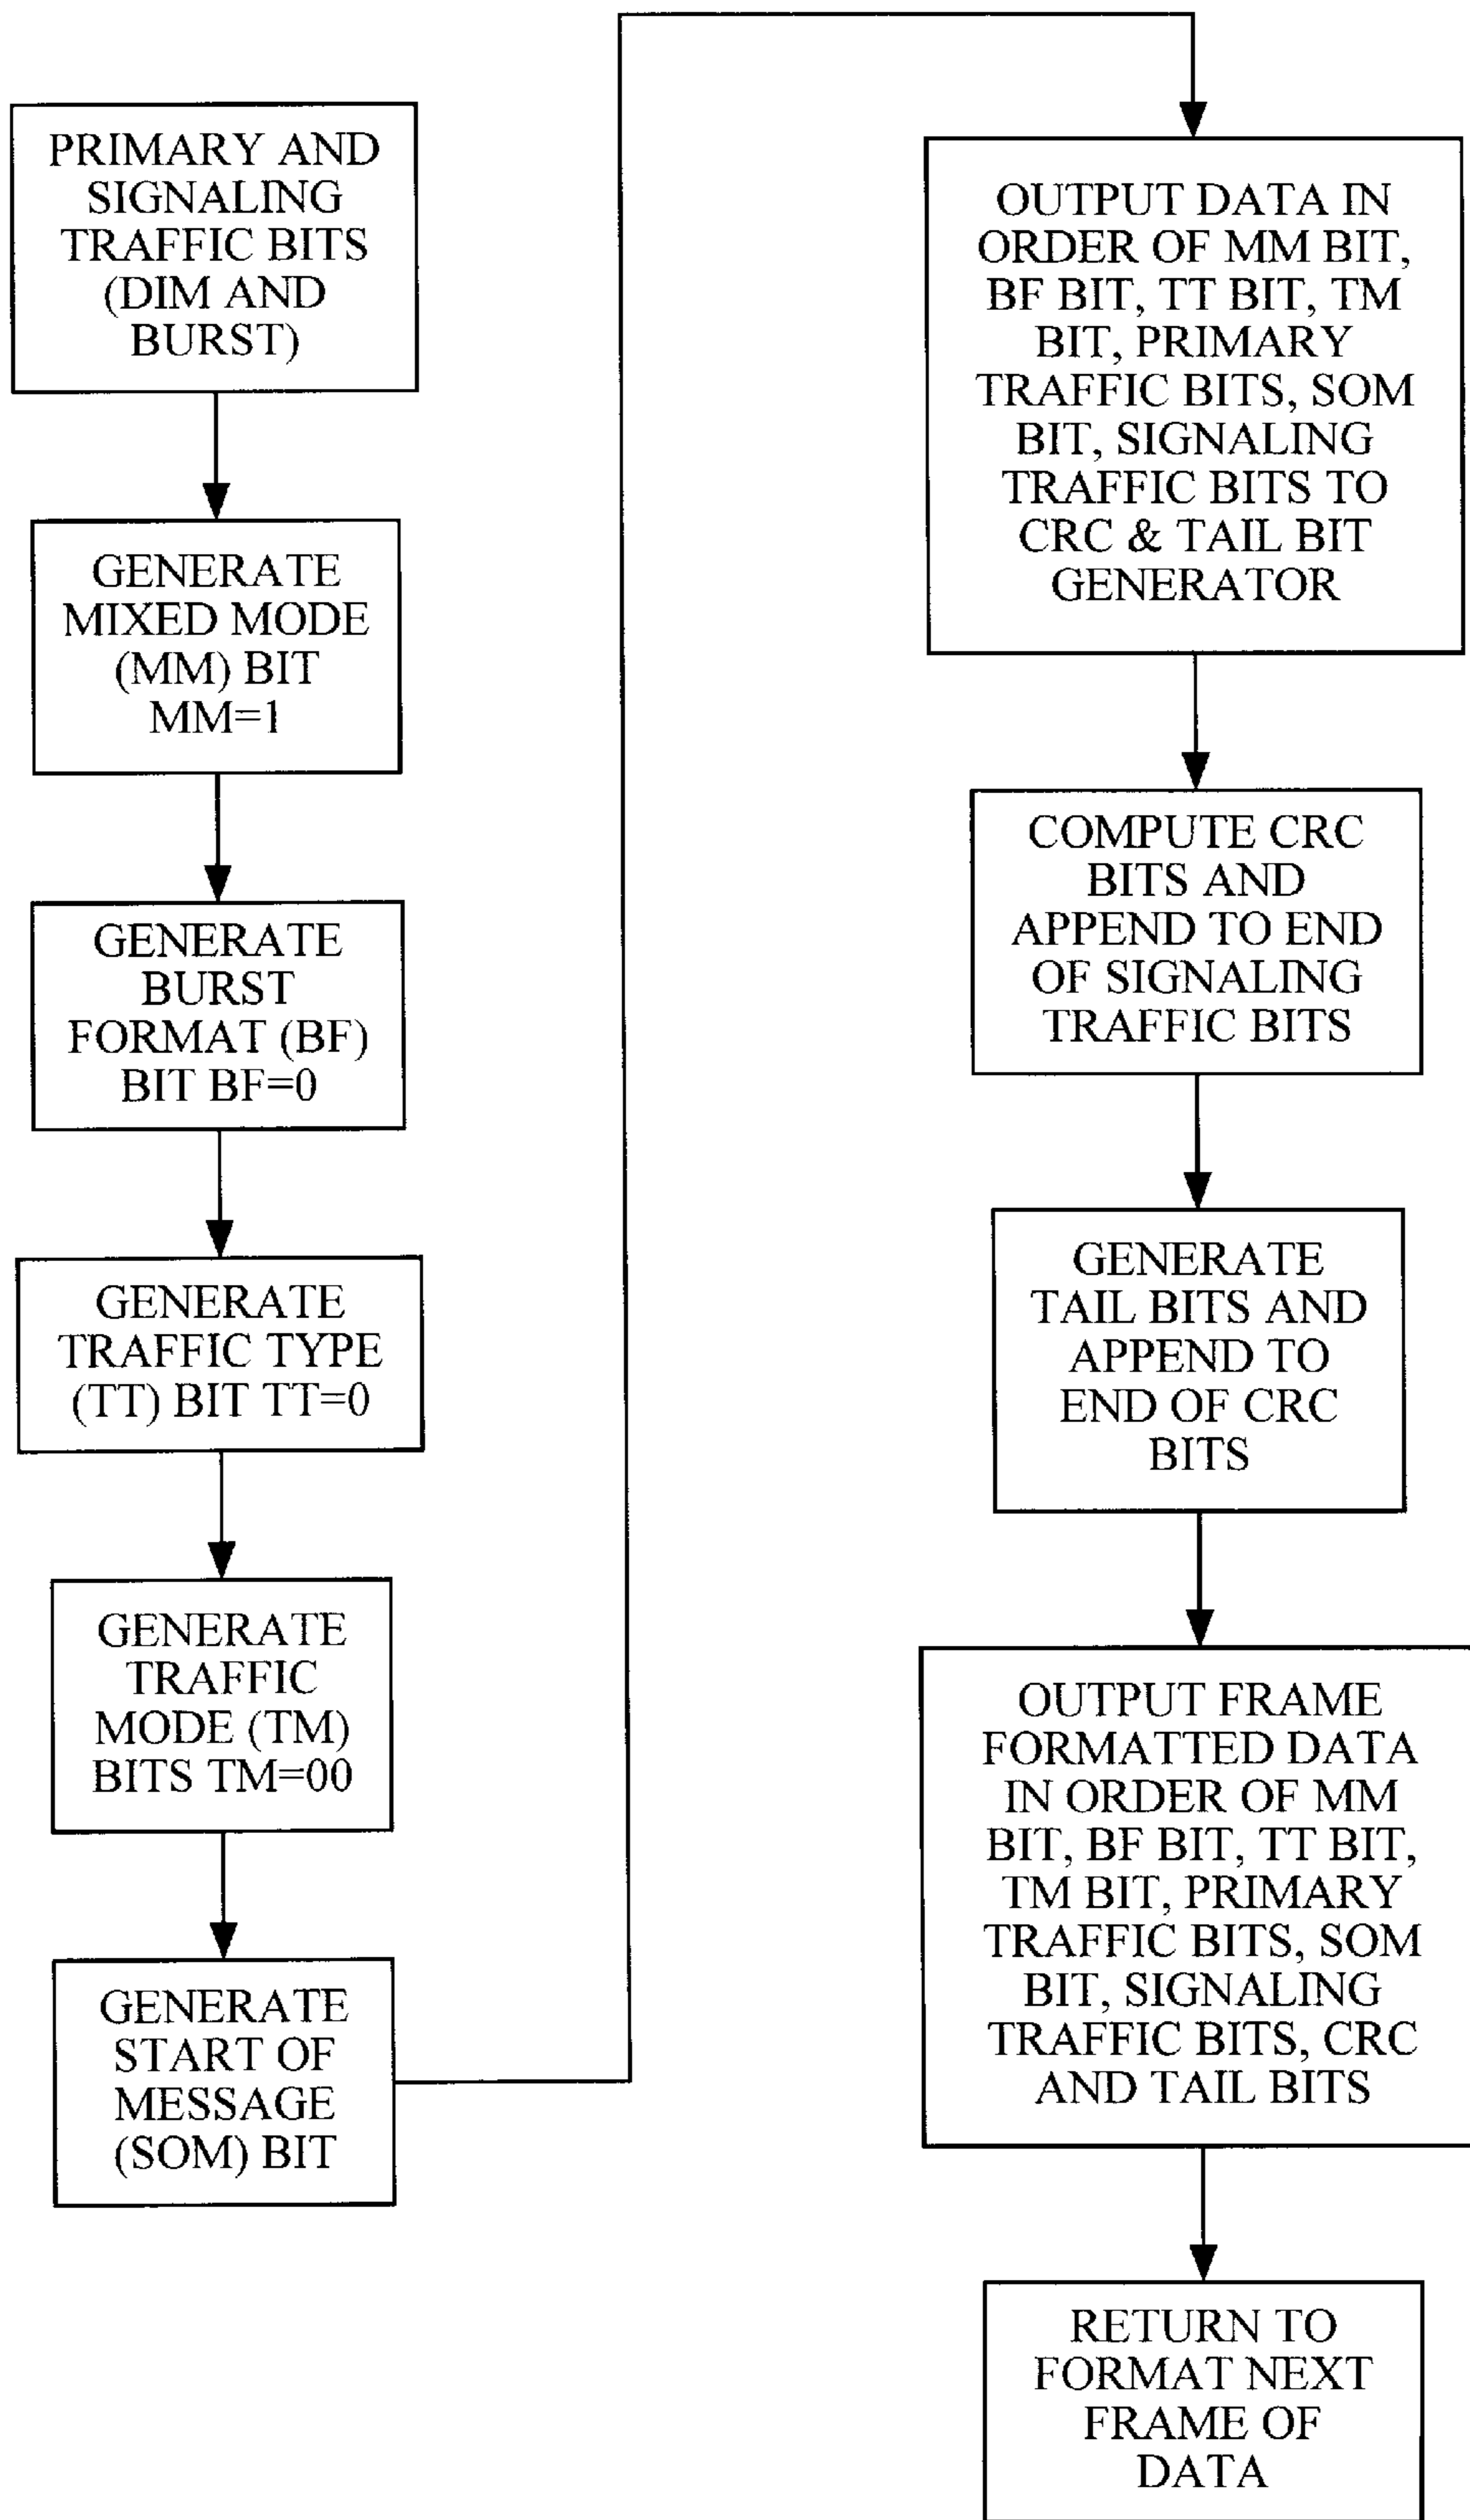 PRIMARY AND
SIGNALING
TRAFFIC BITS
(DIM AND
BURST)
GENERATE
MIXED MODE
(MM) BIT
MM=1
GENERATE
BURST
FORMAT (BF)
BIT BF=0
GENERATE
TRAFFIC TYPE
(TT) BIT TT=0
GENERATE
TRAFFIC
MODE (TM)
BITS TM=00
GENERATE
START OF
MESSAGE
(SOM) BIT
OUTPUT DATA IN
ORDER OF MM BIT,
BF BIT, TT BIT, TM
BIT, PRIMARY
TRAFFIC BITS, SOM
BIT, SIGNALING
TRAFFIC BITS TO
CRC & TAIL BIT
GENERATOR
COMPUTE CRC
BITS AND
APPEND TO END
OF SIGNALING
TRAFFIC BITS
GENERATE
TAIL BITS AND
APPEND TO
END OF CRC
BITS
OUTPUT FRAME
FORMATTED DATA
IN ORDER OF MM
BIT, BF BIT, TT BIT,
TM BIT, PRIMARY
TRAFFIC BITS, SOM
BIT, SIGNALING
TRAFFIC BITS, CRC
AND TAIL BITS
RETURN TO
FORMAT NEXT
FRAME OF
DATA